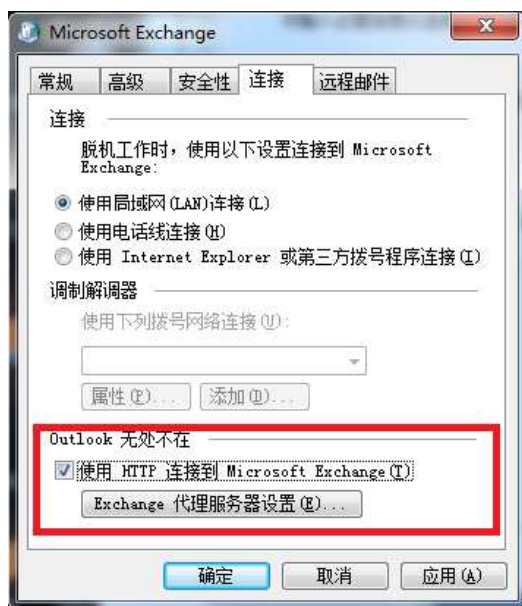 Microsoft Exchange
常规 高级 安全性 连接 远程邮件
连接
脱机工作时，使用以下设置连接到 Microsoft
Exchange:
使用局域网(LAN)连接(L)
使用电话线连接(H)
使用 Internet Explorer 或第三方拨号程序连接(I)
调制解调器
使用下列拨号网络连接(U):
属性(P)... 添加(D)...
Outlook 无处不在
使用 HTTP 连接到 Microsoft Exchange(T)
Exchange 代理服务器设置(E)...
确定 取消 应用(A)